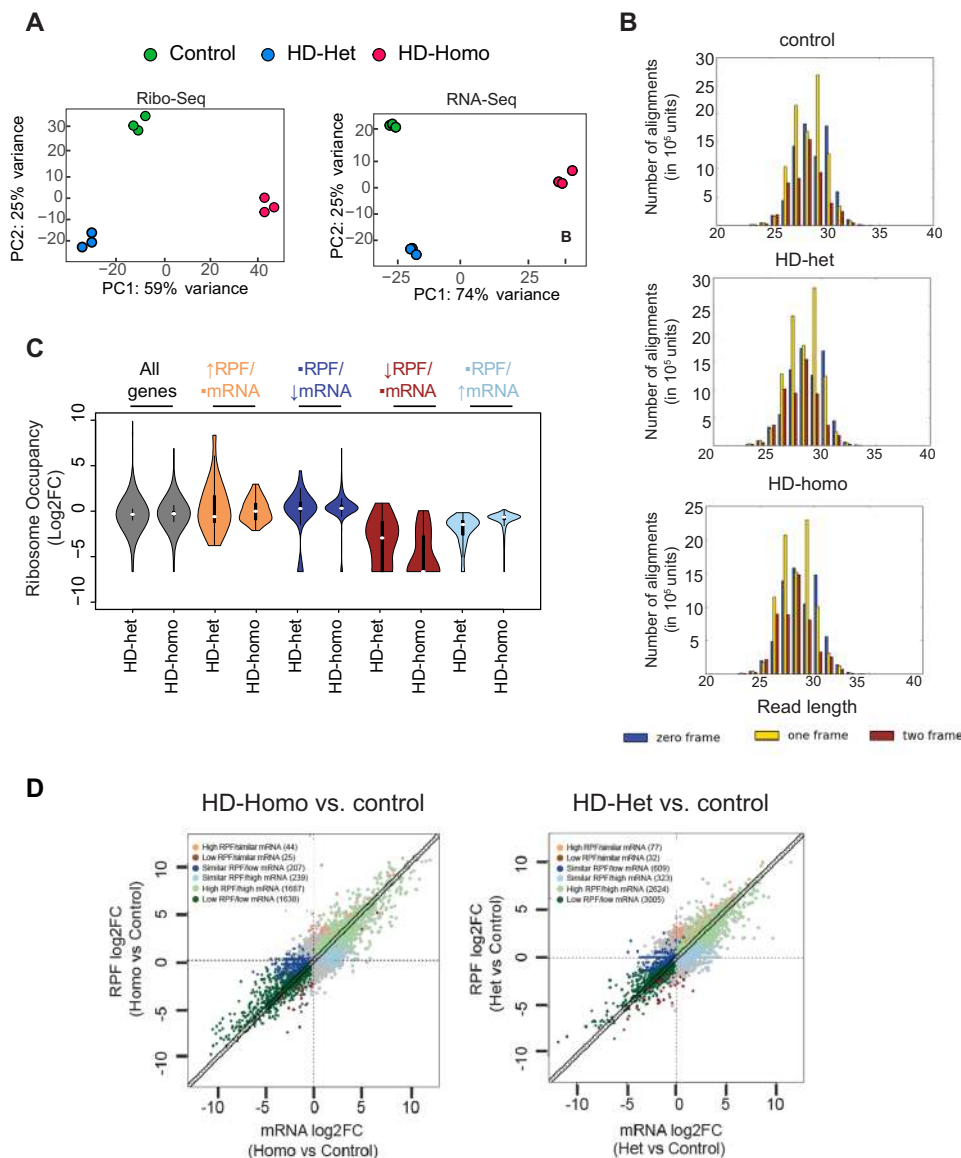 A
Control HD-Het HD-Homo
Ribo-Seq
PC2: 25% variance
30
20
10
0
−10
−20
−20 0 20 40
PC1: 59% variance
RNA-Seq
PC2: 25% variance
20
10
0
−10
−20
−25 0 25
B
PC1: 74% variance
B
control
Number of alignments
(in 10⁵ units)
30
25
20
15
10
5
20 25 30 35 40
HD-het
Number of alignments
(in 10⁵ units)
30
25
20
15
10
5
20 25 30 35 40
HD-homo
Number of alignments
(in 10⁵ units)
25
20
15
10
5
20 25 30 35 40
Read length
zero frame one frame two frame
C
All genes
↑RPF/
▪mRNA
▪RPF/
↓mRNA
↓RPF/
▪mRNA
▪RPF/
↑mRNA
Ribosome Occupancy
(Log2FC)
10
5
0
−5
−10
HD-het
HD-homo
HD-het
HD-homo
HD-het
HD-homo
HD-het
HD-homo
HD-het
HD-homo
D
HD-Homo vs. control
High RPF/similar mRNA (44)
Low RPF/similar mRNA (25)
Similar RPF/low mRNA (207)
Similar RPF/high mRNA (239)
High RPF/high mRNA (1687)
Low RPF/low mRNA (1638)
RPF log2FC
(Homo vs Control)
10
5
0
-5
-10
-10 -5 0 5 10
mRNA log2FC
(Homo vs Control)
HD-Het vs. control
High RPF/similar mRNA (77)
Low RPF/similar mRNA (32)
Similar RPF/low mRNA (609)
Similar RPF/high mRNA (323)
High RPF/high mRNA (2624)
Low RPF/low mRNA (3005)
RPF log2FC
(Het vs Control)
10
5
0
-5
-10
-10 -5 0 5 10
mRNA log2FC
(Het vs Control)